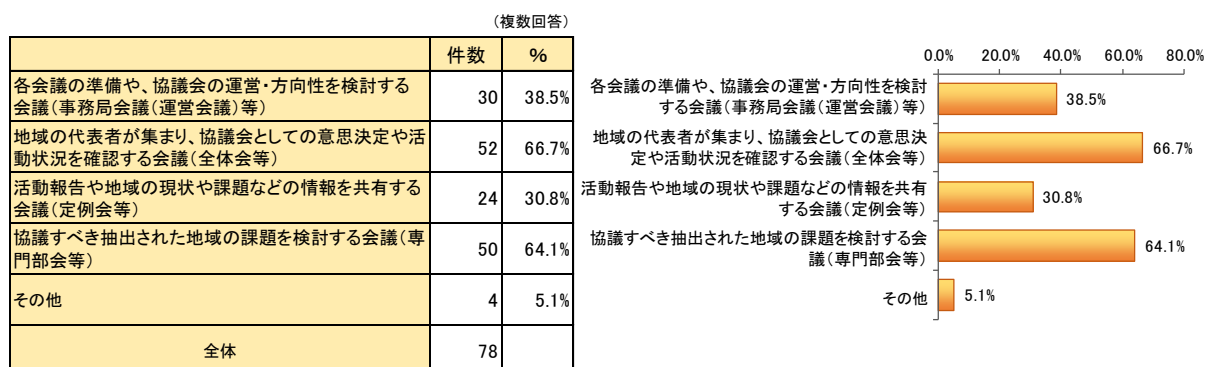 （複数回答）
件数 %
各会議の準備や、協議会の運営・方向性を検討する
会議（事務局会議（運営会議）等）
30 38.5%
地域の代表者が集まり、協議会としての意思決定や活
動状況を確認する会議（全体会等）
52 66.7%
活動報告や地域の現状や課題などの情報を共有する
会議（定例会等）
24 30.8%
協議すべき抽出された地域の課題を検討する会議（専
門部会等）
50 64.1%
その他 4 5.1%
全体 78
0.0% 20.0% 40.0% 60.0% 80.0%
各会議の準備や、協議会の運営・方向性を検討
する会議（事務局会議（運営会議）等）
38.5%
地域の代表者が集まり、協議会としての意思決
定や活動状況を確認する会議（全体会等）
66.7%
活動報告や地域の現状や課題などの情報を共有
する会議（定例会等）
30.8%
協議すべき抽出された地域の課題を検討する会
議（専門部会等）
64.1%
その他 5.1%